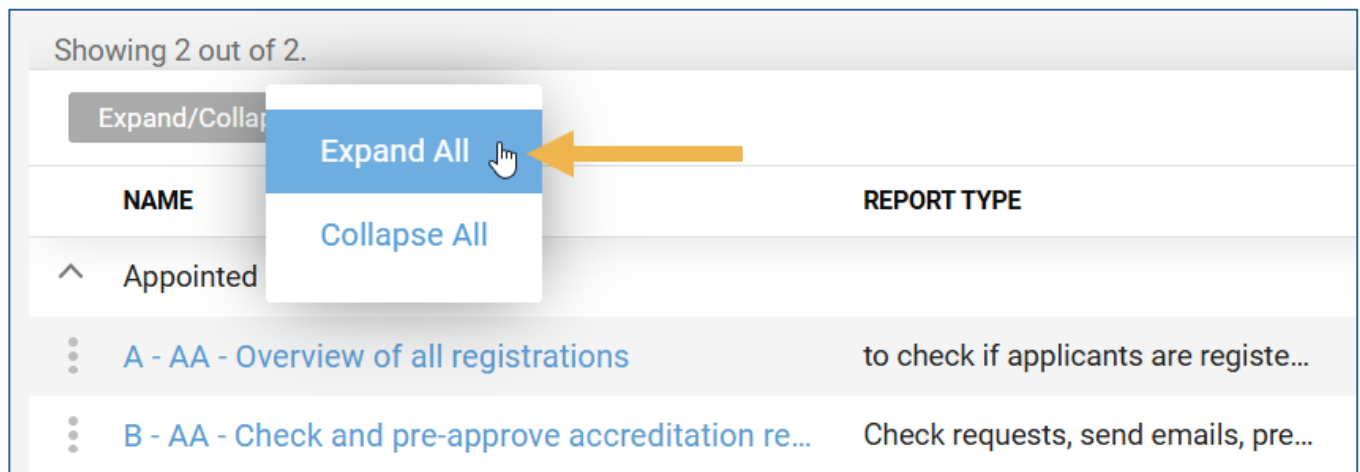 Showing 2 out of 2.
Expand/Collap
Expand All
Collapse All
NAME REPORT TYPE
Appointed
A - AA - Overview of all registrations to check if applicants are registe...
B - AA - Check and pre-approve accreditation re... Check requests, send emails, pre...